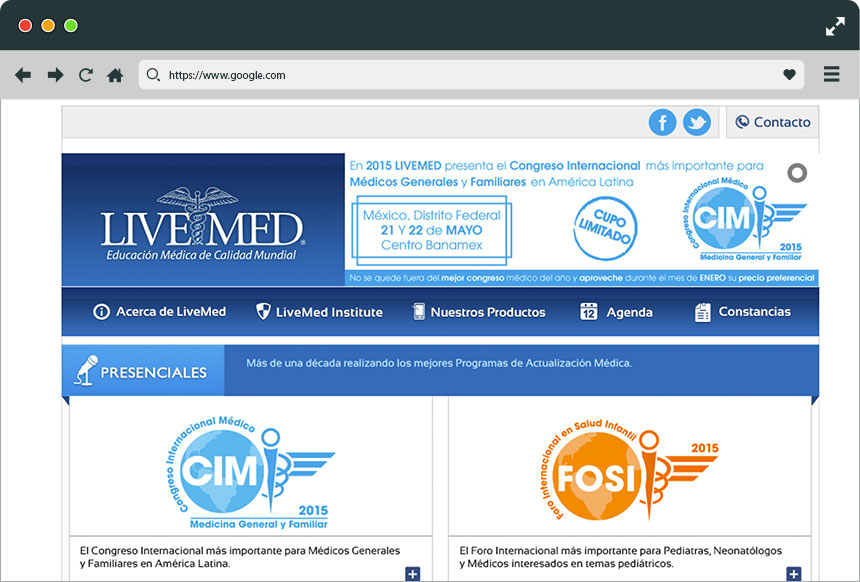 https://www.google.com
Contacto
LIVEMED®
Educación Médica de Calidad Mundial
En 2015 LIVEMED presenta el Congreso Internacional más importante para
Médicos Generales y Familiares en América Latina
México, Distrito Federal
21 Y 22 de MAYO
Centro Banamex
CUPO
LIMITADO
Congreso Internacional Médico
CIM
2015
Medicina General y Familiar
No se quede fuera del mejor congreso médico del año y aproveche durante el mes de ENERO su precio preferencial
Acerca de LiveMed
LiveMed Institute
Nuestros Productos
12
Agenda
Constancias
PRESENCIALES
Más de una década realizando los mejores Programas de Actualización Médica.
Congreso Internacional Médico
CIM
2015
Medicina General y Familiar
El Congreso Internacional más importante para Médicos Generales
y Familiares en América Latina.
Foro Internacional en Salud Infantil
FOSI
2015
El Foro Internacional más importante para Pediatras, Neonatólogos
y Médicos interesados en temas pediátricos.